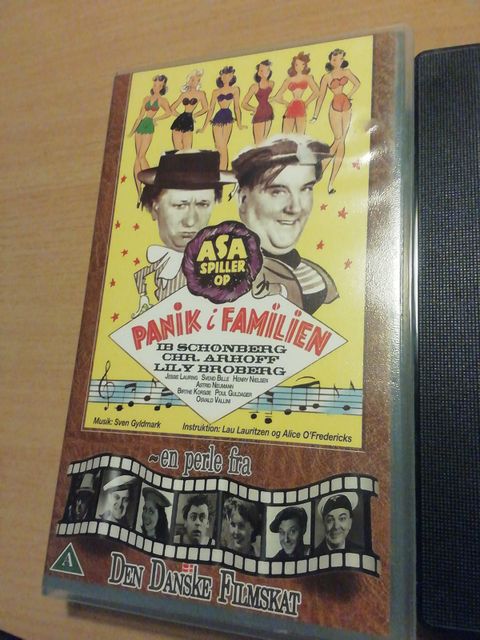 ASA
SPILLER
OP
PANIK i FAMILIEN
IB SCHØNBERG
CHR. ARHOFF
LILY BROBERG
JESSIE LAURING SVEND BILLE HENRY NIELSEN
ASTRID NEUMANN
BIRTHE KORSØE POUL GULDAGER
OSVALD VALLINI
Musik: Sven Gyldmark
Instruktion: Lau Lauritzen og Alice O'Fredericks
~en perle fra
A
DEN DANSKE FILMSKAT